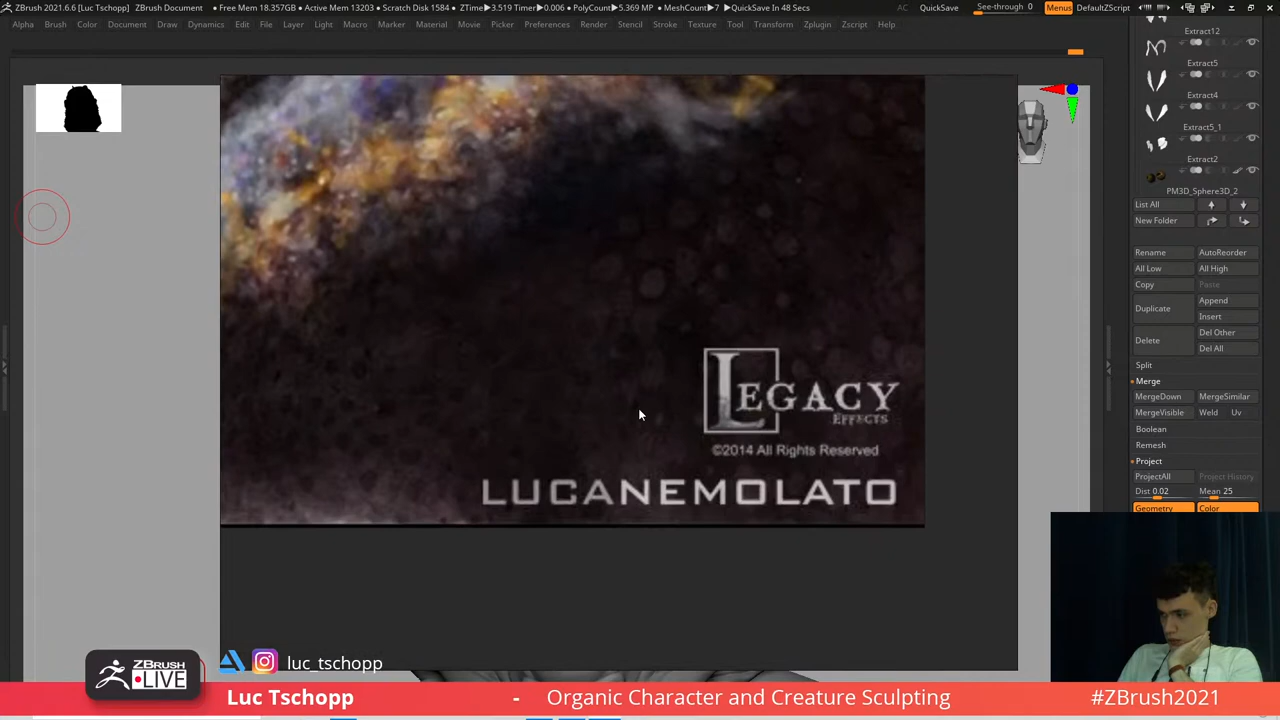 ZBrush 2021.6.6 [Luc Tschopp] ZBrush Document • Free Mem 18.357GB • Active Mem 13203 • Scratch Disk 1584 • ZTime▶3.519 Timer▶0.006 • PolyCount▶5.369 MP • MeshCount▶7 ▶QuickSave In 48 Secs AC QuickSave See-through 0 Menus DefaultZScript
Alpha Brush Color Document Draw Dynamics Edit File Layer Light Macro Marker Material Movie Picker Preferences Render Stencil Stroke Texture Tool Transform Zplugin Zscript Help
Extract12
Extract5
Extract4
Extract5_1
Extract2
PM3D_Sphere3D_2
List All
New Folder
Rename AutoReorder
All Low All High
Copy Paste
Duplicate Append
Insert
Delete Del Other
Del All
Split
Merge
MergeDown MergeSimilar
MergeVisible Weld Uv
Boolean
Remesh
Project
ProjectAll Project History
Dist 0.02 Mean 25
Geometry Color
LEGACY
EFFECTS
©2014 All Rights Reserved
LUCANEMOLATO
ZBRUSH
LIVE
luc_tschopp
Luc Tschopp - Organic Character and Creature Sculpting #ZBrush2021